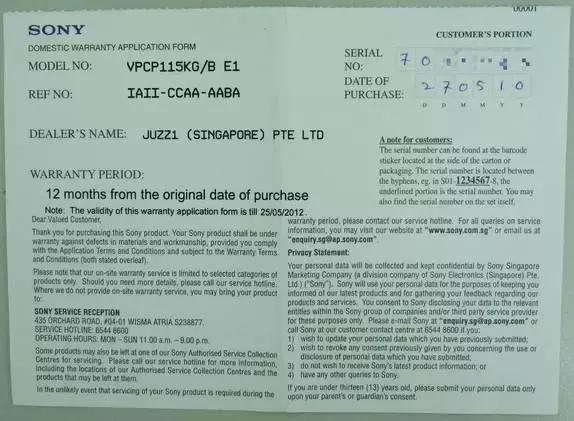 00001
SONY
CUSTOMER'S PORTION
DOMESTIC WARRANTY APPLICATION FORM
MODEL NO: VPCP115KG/B E1
SERIAL NO: 70
REF NO: IAII-CCAA-AABA
DATE OF PURCHASE: 270510
D D M M Y Y
DEALER'S NAME: JUZZ1 (SINGAPORE) PTE LTD
A note for customers:
The serial number can be found at the barcode
sticker located at the side of the carton or
packaging. The serial number is located between
the hyphens, eg. in S01-1234567-8, the
underlined portion is the serial number. You may
also find the serial number on the set itself.
WARRANTY PERIOD:
12 months from the original date of purchase
Note: The validity of this warranty application form is till 25/05/2012.
Dear Valued Customer,
Thank you for purchasing this Sony product. Your Sony product shall be under
warranty against defects in materials and workmanship, provided you comply
with the Application Terms and Conditions and subject to the Warranty Terms
and Conditions (both stated overleaf).
Please note that our on-site warranty service is limited to selected categories of
products only. Should you need more details, please call our service hotline.
Where we do not provide on-site warranty service, you may bring your product
to:
SONY SERVICE RECEPTION
435 ORCHARD ROAD, #04-01 WISMA ATRIA S238877.
SERVICE HOTLINE: 6544 8600
OPERATING HOURS: MON - SUN 11.00 a.m. - 9.00 p.m.
Some products may also be left at one of our Sony Authorised Service Collection
Centres for servicing. Please call our service hotline for more information,
including the locations of our Authorised Service Collection Centres and the
products that may be left at them.
In the unlikely event that servicing of your Sony product is required during the
warranty period, please contact our service hotline. For all queries on service
information, you may visit our website at "www.sony.com.sg" or email us at
"enquiry.sg@ap.sony.com".
Privacy Statement:
Your personal data will be collected and kept confidential by Sony Singapore
Marketing Company (a division company of Sony Electronics (Singapore) Pte.
Ltd.) ("Sony"). Sony will use your personal data for the purposes of keeping you
informed of our latest products and for gathering your feedback regarding our
products and services. You consent to Sony disclosing your data to the relevant
entities within the Sony group of companies and/or third party service provider
for these purposes only. Please e-mail Sony at "enquiry.sg@ap.sony.com" or
call Sony at our customer contact centre at 6544 8600 if you:
1) wish to update your personal data which you have previously submitted;
2) wish to revoke any consent previously given by you concerning the use or
disclosure of personal data which you have submitted;
3) do not wish to receive Sony's latest product information; or
4) have any other queries to Sony.
If you are under thirteen (13) years old, please submit your personal data only
upon your parent's or guardian's consent.